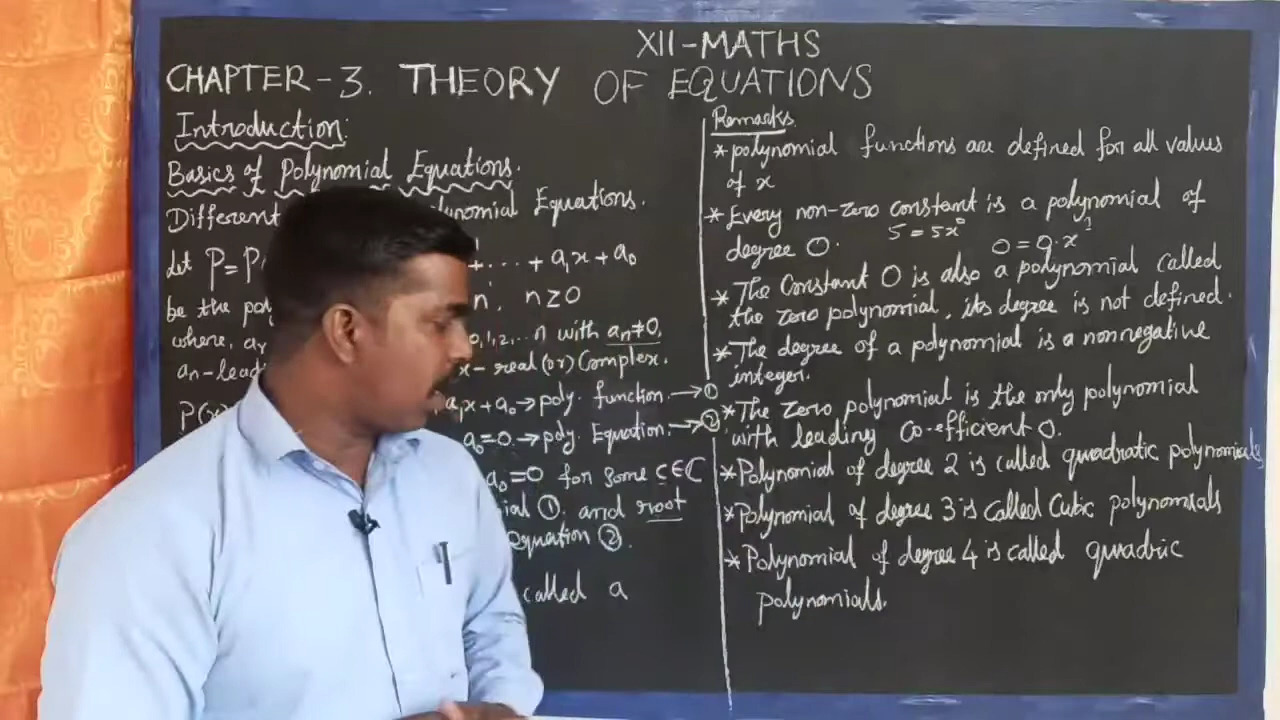 XII-MATHS
CHAPTER-3. THEORY OF EQUATIONS
Introduction:
Basics of Polynomial Equations.
Different Polynomial Equations.
Let P=P +...+ a₁x + a₀
be the n, n≥0
where, 0,1,2,... n with aₙ≠0,
aₙ-lead x- real (or) Complex.
P(x) a₁x + a₀ → poly. function. → ①
a₀=0. → poly. Equation. → ②
a₀=0 for some c∈ℂ
ial ①. and root
equation ②.
called a
Remarks.
* polynomial functions are defined for all values
of x
* Every non-zero constant is a polynomial of
degree 0. 5 = 5x⁰ 0 = 0·x^?
* The Constant 0 is also a polynomial called
the zero polynomial, its degree is not defined.
* The degree of a polynomial is a nonnegative
integer.
* The zero polynomial is the only polynomial
with leading Co-efficient 0.
* Polynomial of degree 2 is called quadratic polynomials
* Polynomial of degree 3 is called Cubic polynomials
* Polynomial of degree 4 is called quadric
polynomials.